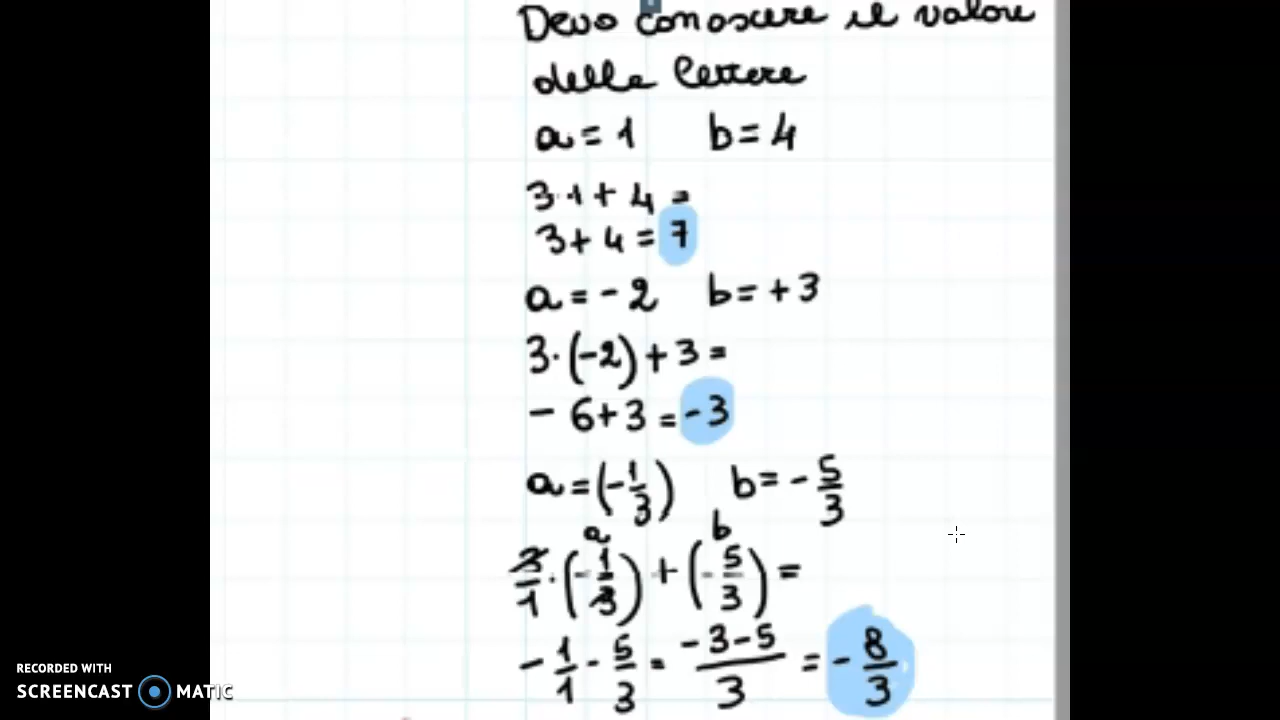 Devo conoscere il valore
delle lettere
a = 1 b = 4
3·1 + 4 =
3 + 4 = 7
a = - 2 b = + 3
3·(-2) + 3 =
- 6 + 3 = - 3
a = (-1/3) b = - 5/3
a b
3/1 · (-1/3) + (-5/3) =
- 1/1 - 5/3 = (-3-5)/3 = - 8/3
RECORDED WITH
SCREENCAST MATIC